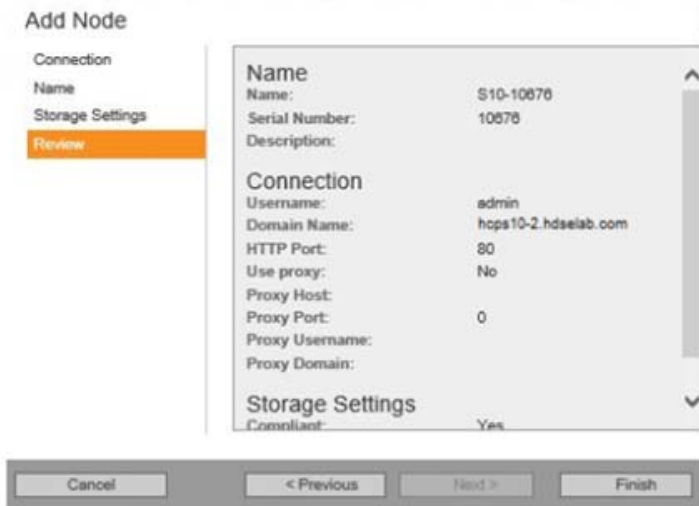 Add Node
Connection
Name
Storage Settings
Review
Name
Name: S10-10676
Serial Number: 10676
Description:
Connection
Username: admin
Domain Name: hcps10-2.hdselab.com
HTTP Port: 80
Use proxy: No
Proxy Host:
Proxy Port: 0
Proxy Username:
Proxy Domain:
Storage Settings
Compliant: Yes
Cancel
< Previous
Next >
Finish